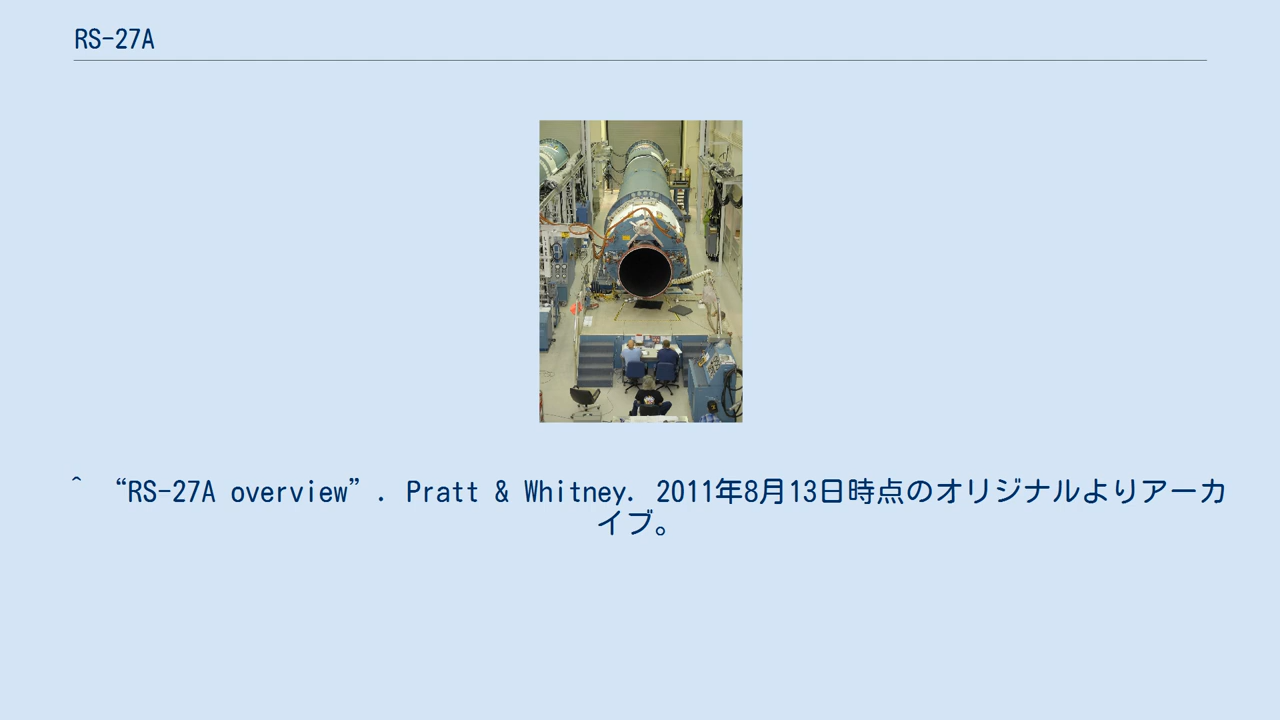 RS-27A
^ “RS-27A overview”. Pratt & Whitney. 2011年8月13日時点のオリジナルよりアーカ
イブ。